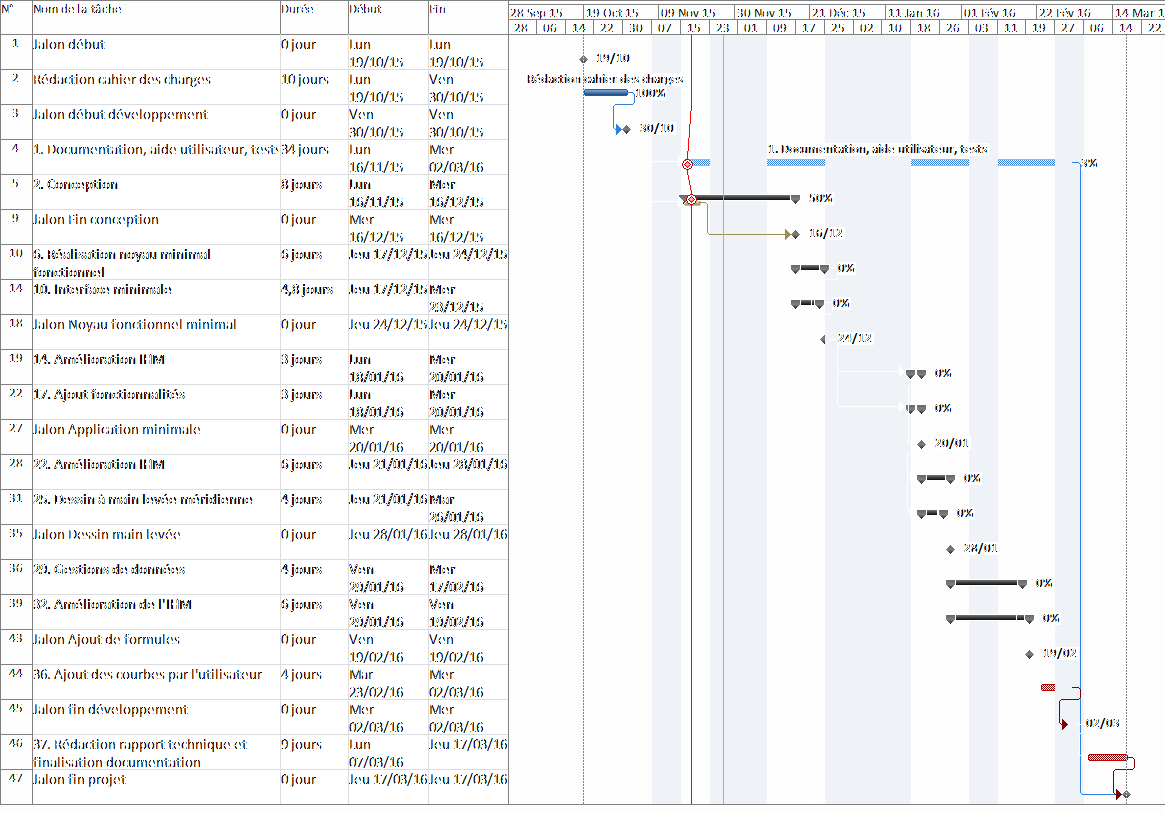 N° Nom de la tâche Durée Début Fin
28 Sep 15 19 Oct 15 09 Nov 15 30 Nov 15 21 Déc 15 11 Jan 16 01 Fév 16 22 Fév 16 14 Mar 1
28 06 14 22 30 07 15 23 01 09 17 25 02 10 18 26 03 11 19 27 06 14 22
1 Jalon début 0 jour Lun Lun
19/10/15 19/10/15
19/10
2 Rédaction cahier des charges 10 jours Lun Ven
30/10/15
19/10/15
Rédaction cahier des charges
100%
3 Jalon début développement 0 jour Ven Ven
30/10/15 30/10/15
30/10
4 1. Documentation, aide utilisateur, tests 34 jours Lun Mer
16/11/15 02/03/16
1. Documentation, aide utilisateur, tests
3%
5 2. Conception 8 jours Lun Mer
16/11/15 16/12/15
50%
9 Jalon Fin conception 0 jour Mer Mer
16/12/15 16/12/15
16/12
10 6. Réalisation noyau minimal 6 jours Jeu 17/12/15 Jeu 24/12/15
fonctionnel
0%
14 10. Interface minimale 4,8 jours Jeu 17/12/15 Mer
23/12/15
0%
18 Jalon Noyau fonctionnel minimal 0 jour Jeu 24/12/15 Jeu 24/12/15
24/12
19 14. Amélioration IHM 3 jours Lun Mer
18/01/16 20/01/16
0%
22 17. Ajout fonctionnalités 3 jours Lun Mer
18/01/16 20/01/16
0%
27 Jalon Application minimale 0 jour Mer Mer
20/01/16 20/01/16
20/01
28 22. Amélioration IHM 6 jours Jeu 21/01/16 Jeu 28/01/16
0%
31 25. Dessin à main levée méridienne 4 jours Jeu 21/01/16 Mar
26/01/16
0%
35 Jalon Dessin main levée 0 jour Jeu 28/01/16 Jeu 28/01/16
28/01
36 29. Gestions de données 4 jours Ven Mer
29/01/16 17/02/16
0%
39 32. Amélioration de l'IHM 6 jours Ven Ven
29/01/16 19/02/16
0%
43 Jalon Ajout de formules 0 jour Ven Ven
19/02/16 19/02/16
19/02
44 36. Ajout des courbes par l'utilisateur 4 jours Mar Mer
23/02/16 02/03/16
45 Jalon fin développement 0 jour Mer Mer
02/03/16 02/03/16
02/03
46 37. Rédaction rapport technique et 9 jours Lun Jeu 17/03/16
finalisation documentation 07/03/16
47 Jalon fin projet 0 jour Jeu 17/03/16 Jeu 17/03/16